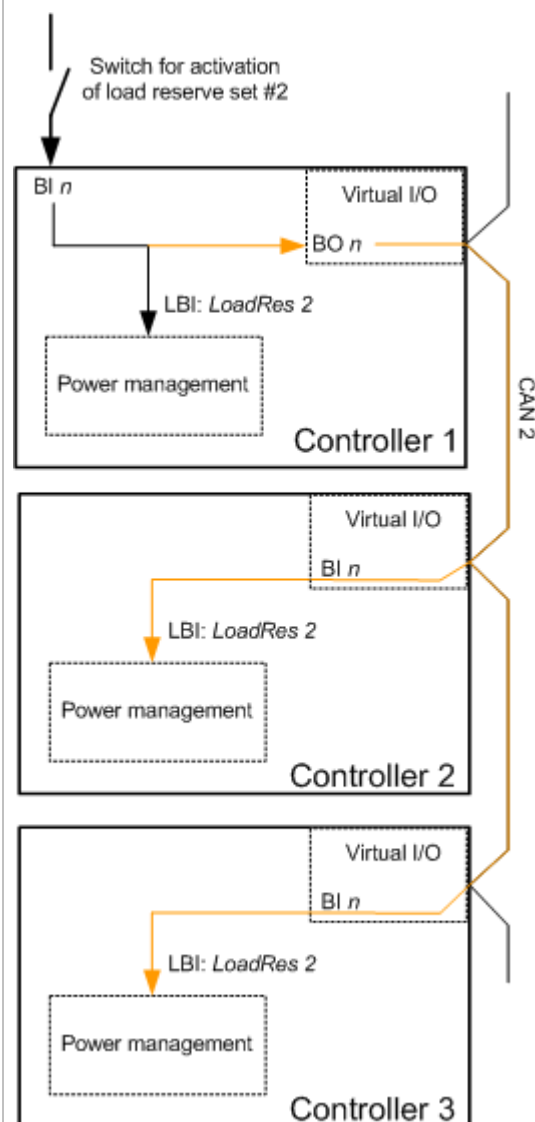 Switch for activation
of load reserve set #2
BI n
Virtual I/O
BO n
LBI: LoadRes 2
Power management
Controller 1
CAN 2
Virtual I/O
BI n
LBI: LoadRes 2
Power management
Controller 2
Virtual I/O
BI n
LBI: LoadRes 2
Power management
Controller 3